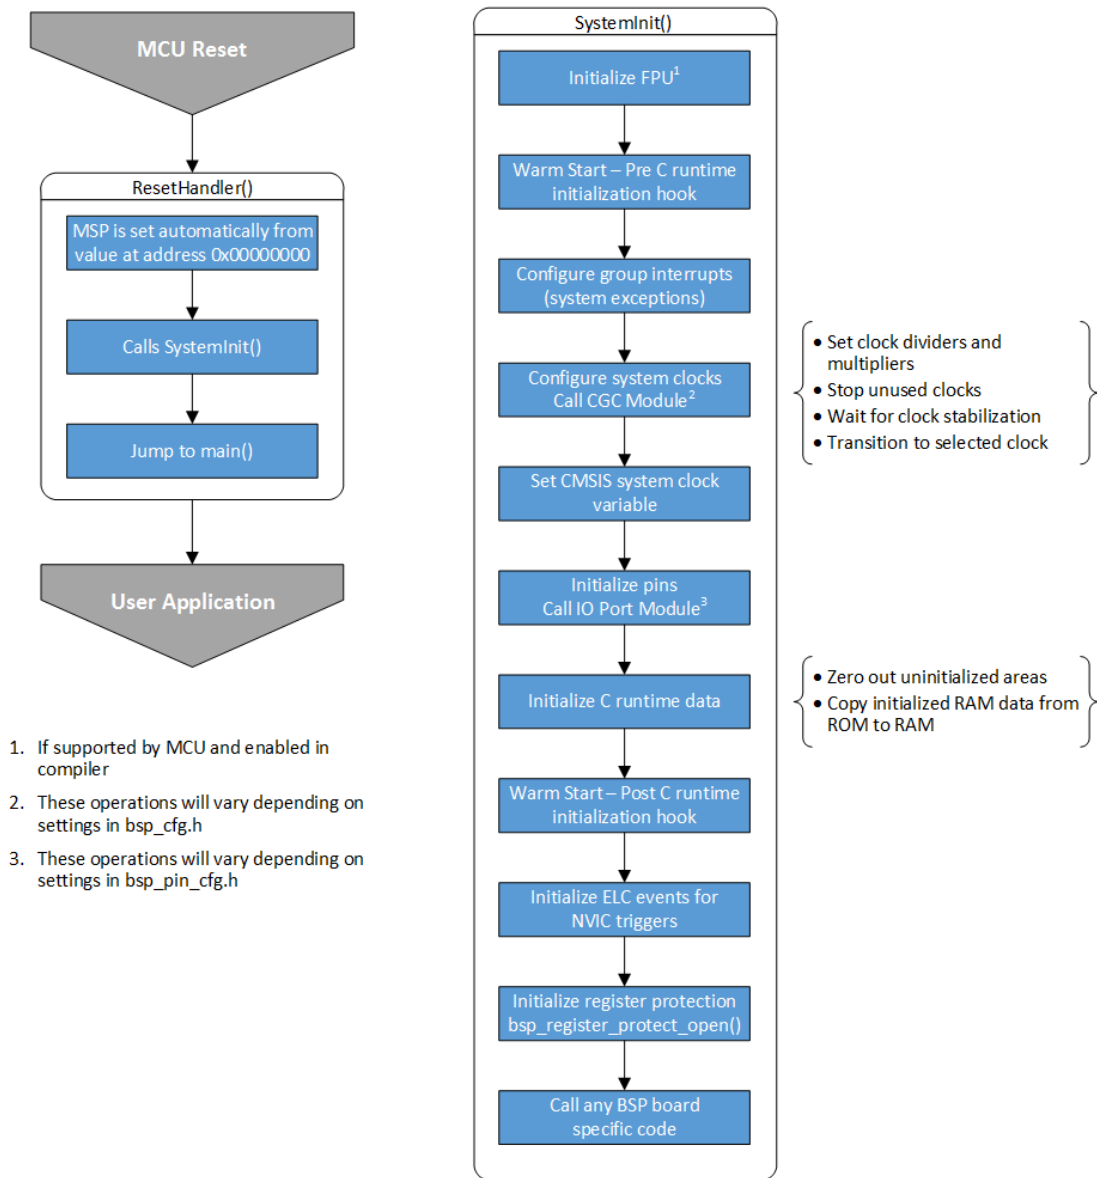 MCU Reset
ResetHandler()
MSP is set automatically from
value at address 0x00000000
Calls SystemInit()
Jump to main()
User Application
1. If supported by MCU and enabled in
compiler
2. These operations will vary depending on
settings in bsp_cfg.h
3. These operations will vary depending on
settings in bsp_pin_cfg.h
SystemInit()
Initialize FPU¹
Warm Start – Pre C runtime
initialization hook
Configure group interrupts
(system exceptions)
Configure system clocks
Call CGC Module²
Set CMSIS system clock
variable
Initialize pins
Call IO Port Module³
Initialize C runtime data
Warm Start – Post C runtime
initialization hook
Initialize ELC events for
NVIC triggers
Initialize register protection
bsp_register_protect_open()
Call any BSP board
specific code
• Set clock dividers and
multipliers
• Stop unused clocks
• Wait for clock stabilization
• Transition to selected clock
• Zero out uninitialized areas
• Copy initialized RAM data from
ROM to RAM